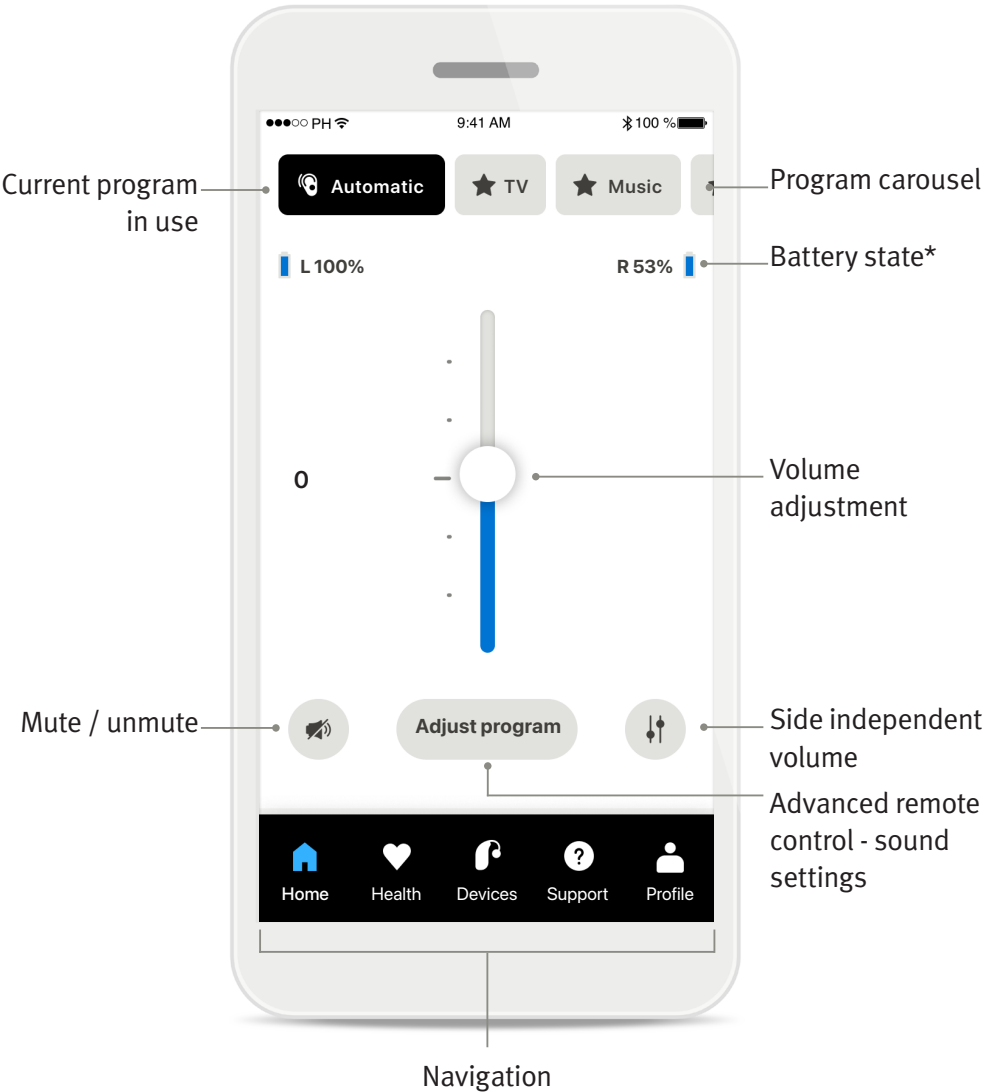 PH
9:41 AM
100 %
Automatic
TV
Music
Current program
in use
Program carousel
L 100%
R 53%
Battery state*
0
Volume
adjustment
Mute / unmute
Adjust program
Side independent
volume
Advanced remote
control - sound
settings
Home
Health
Devices
Support
Profile
Navigation